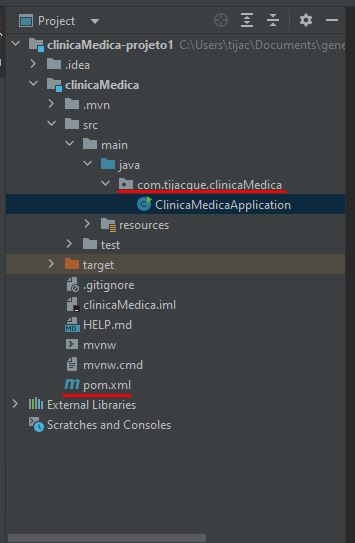 Project
clinicaMedica-projeto1 C:\Users\tijac\Documents\gene
.idea
clinicaMedica
.mvn
src
main
java
com.tijacque.clinicaMedica
ClinicaMedicaApplication
resources
test
target
.gitignore
clinicaMedica.iml
HELP.md
mvnw
mvnw.cmd
pom.xml
External Libraries
Scratches and Consoles